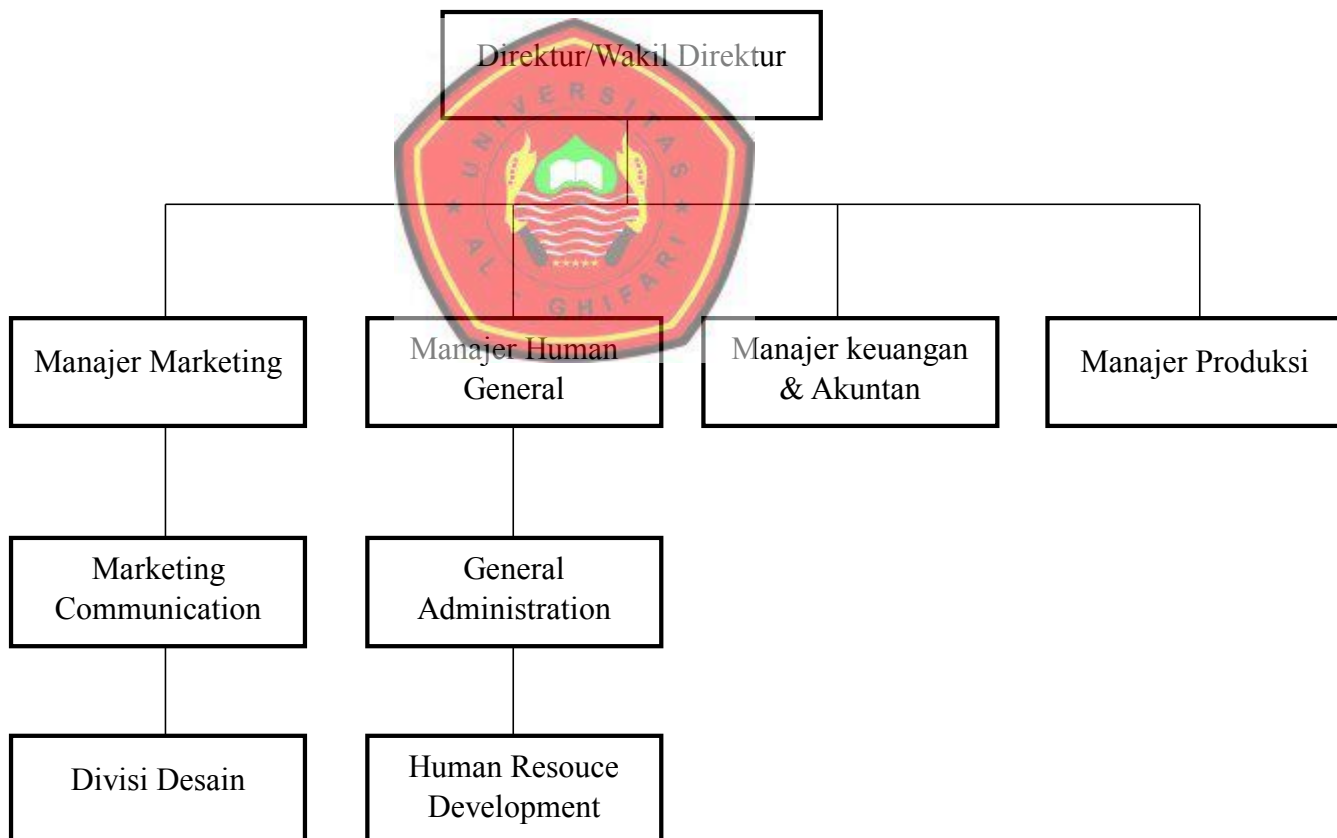 Direktur/Wakil Direktur
UNIVERSITAS
AL - GHIFARI
Manajer Marketing
Manajer Human
General
Manajer keuangan
& Akuntan
Manajer Produksi
Marketing
Communication
General
Administration
Divisi Desain
Human Resouce
Development